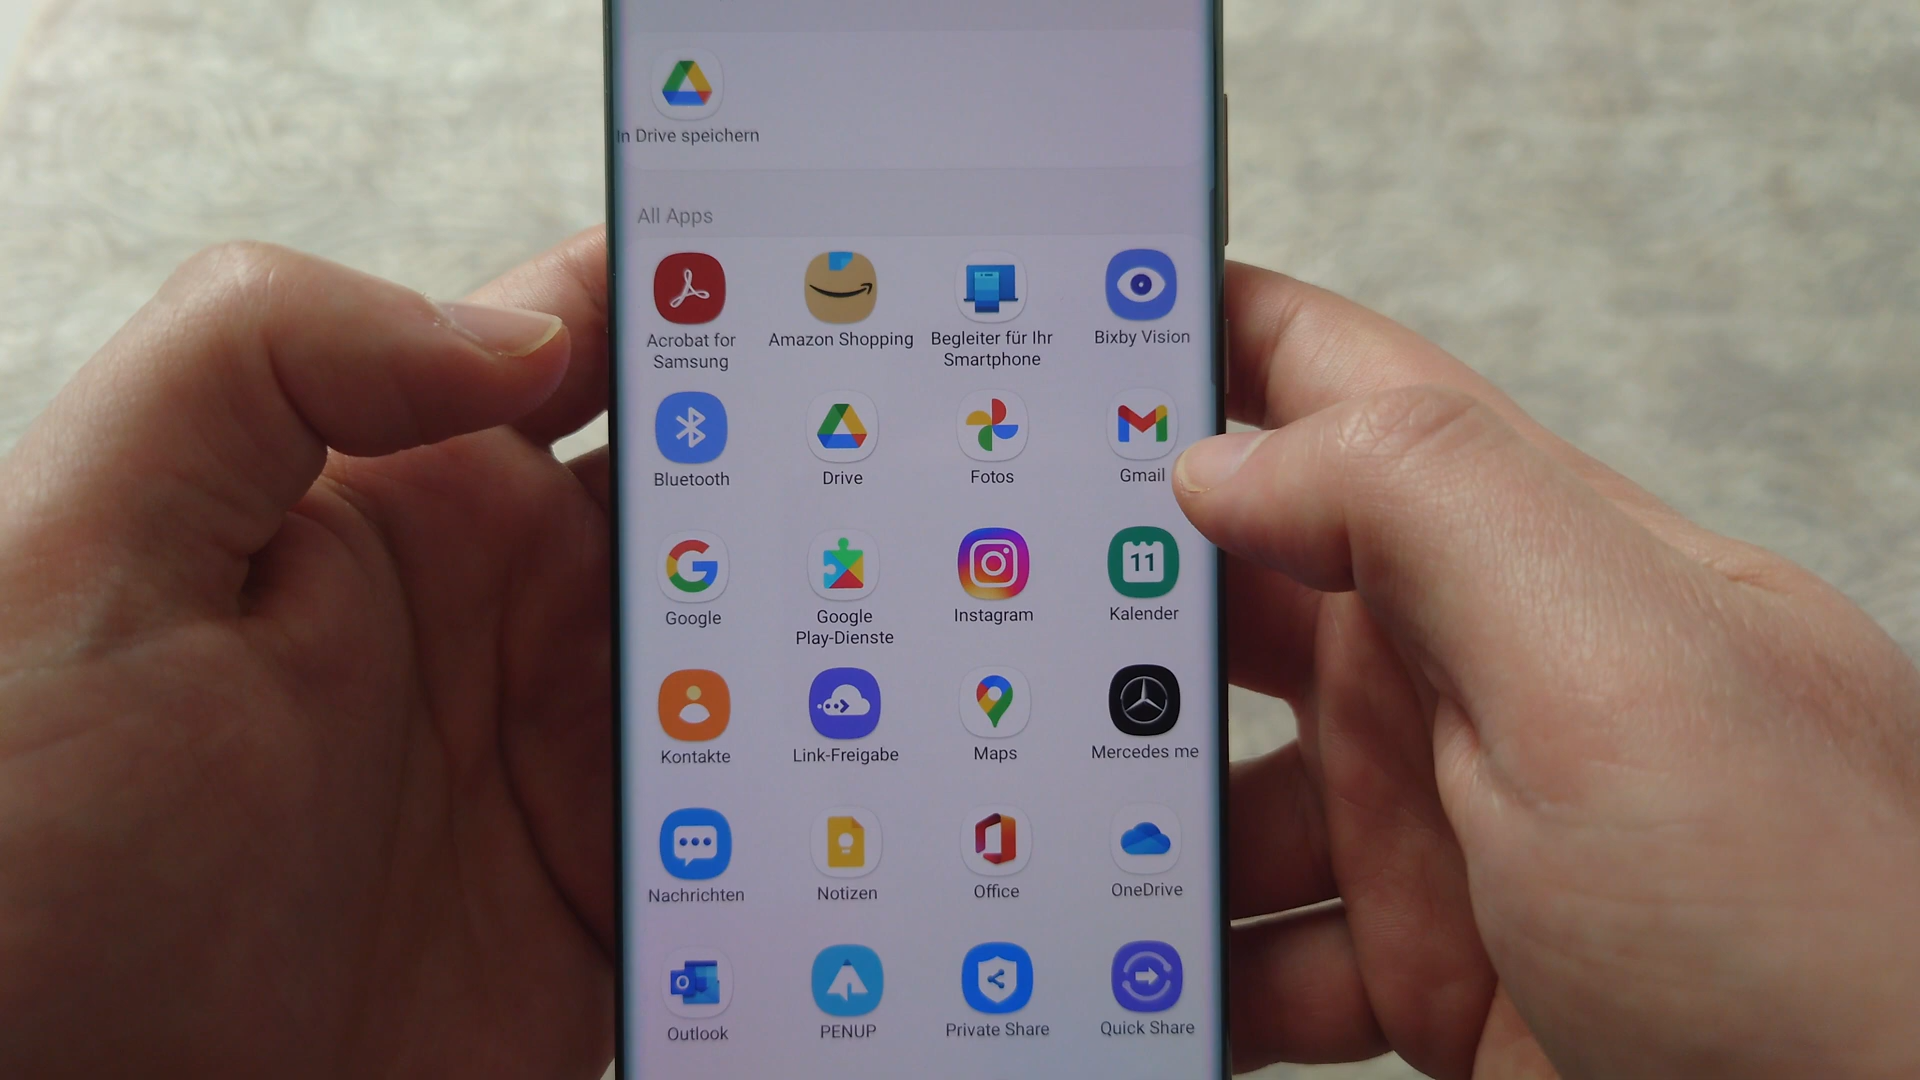 In Drive speichern
All Apps
Acrobat for
Samsung
Amazon Shopping
Begleiter für Ihr
Smartphone
Bixby Vision
Bluetooth
Drive
Fotos
Gmail
Google
Google
Play-Dienste
Instagram
11
Kalender
Kontakte
Link-Freigabe
Maps
Mercedes me
Nachrichten
Notizen
Office
OneDrive
Outlook
PENUP
Private Share
Quick Share